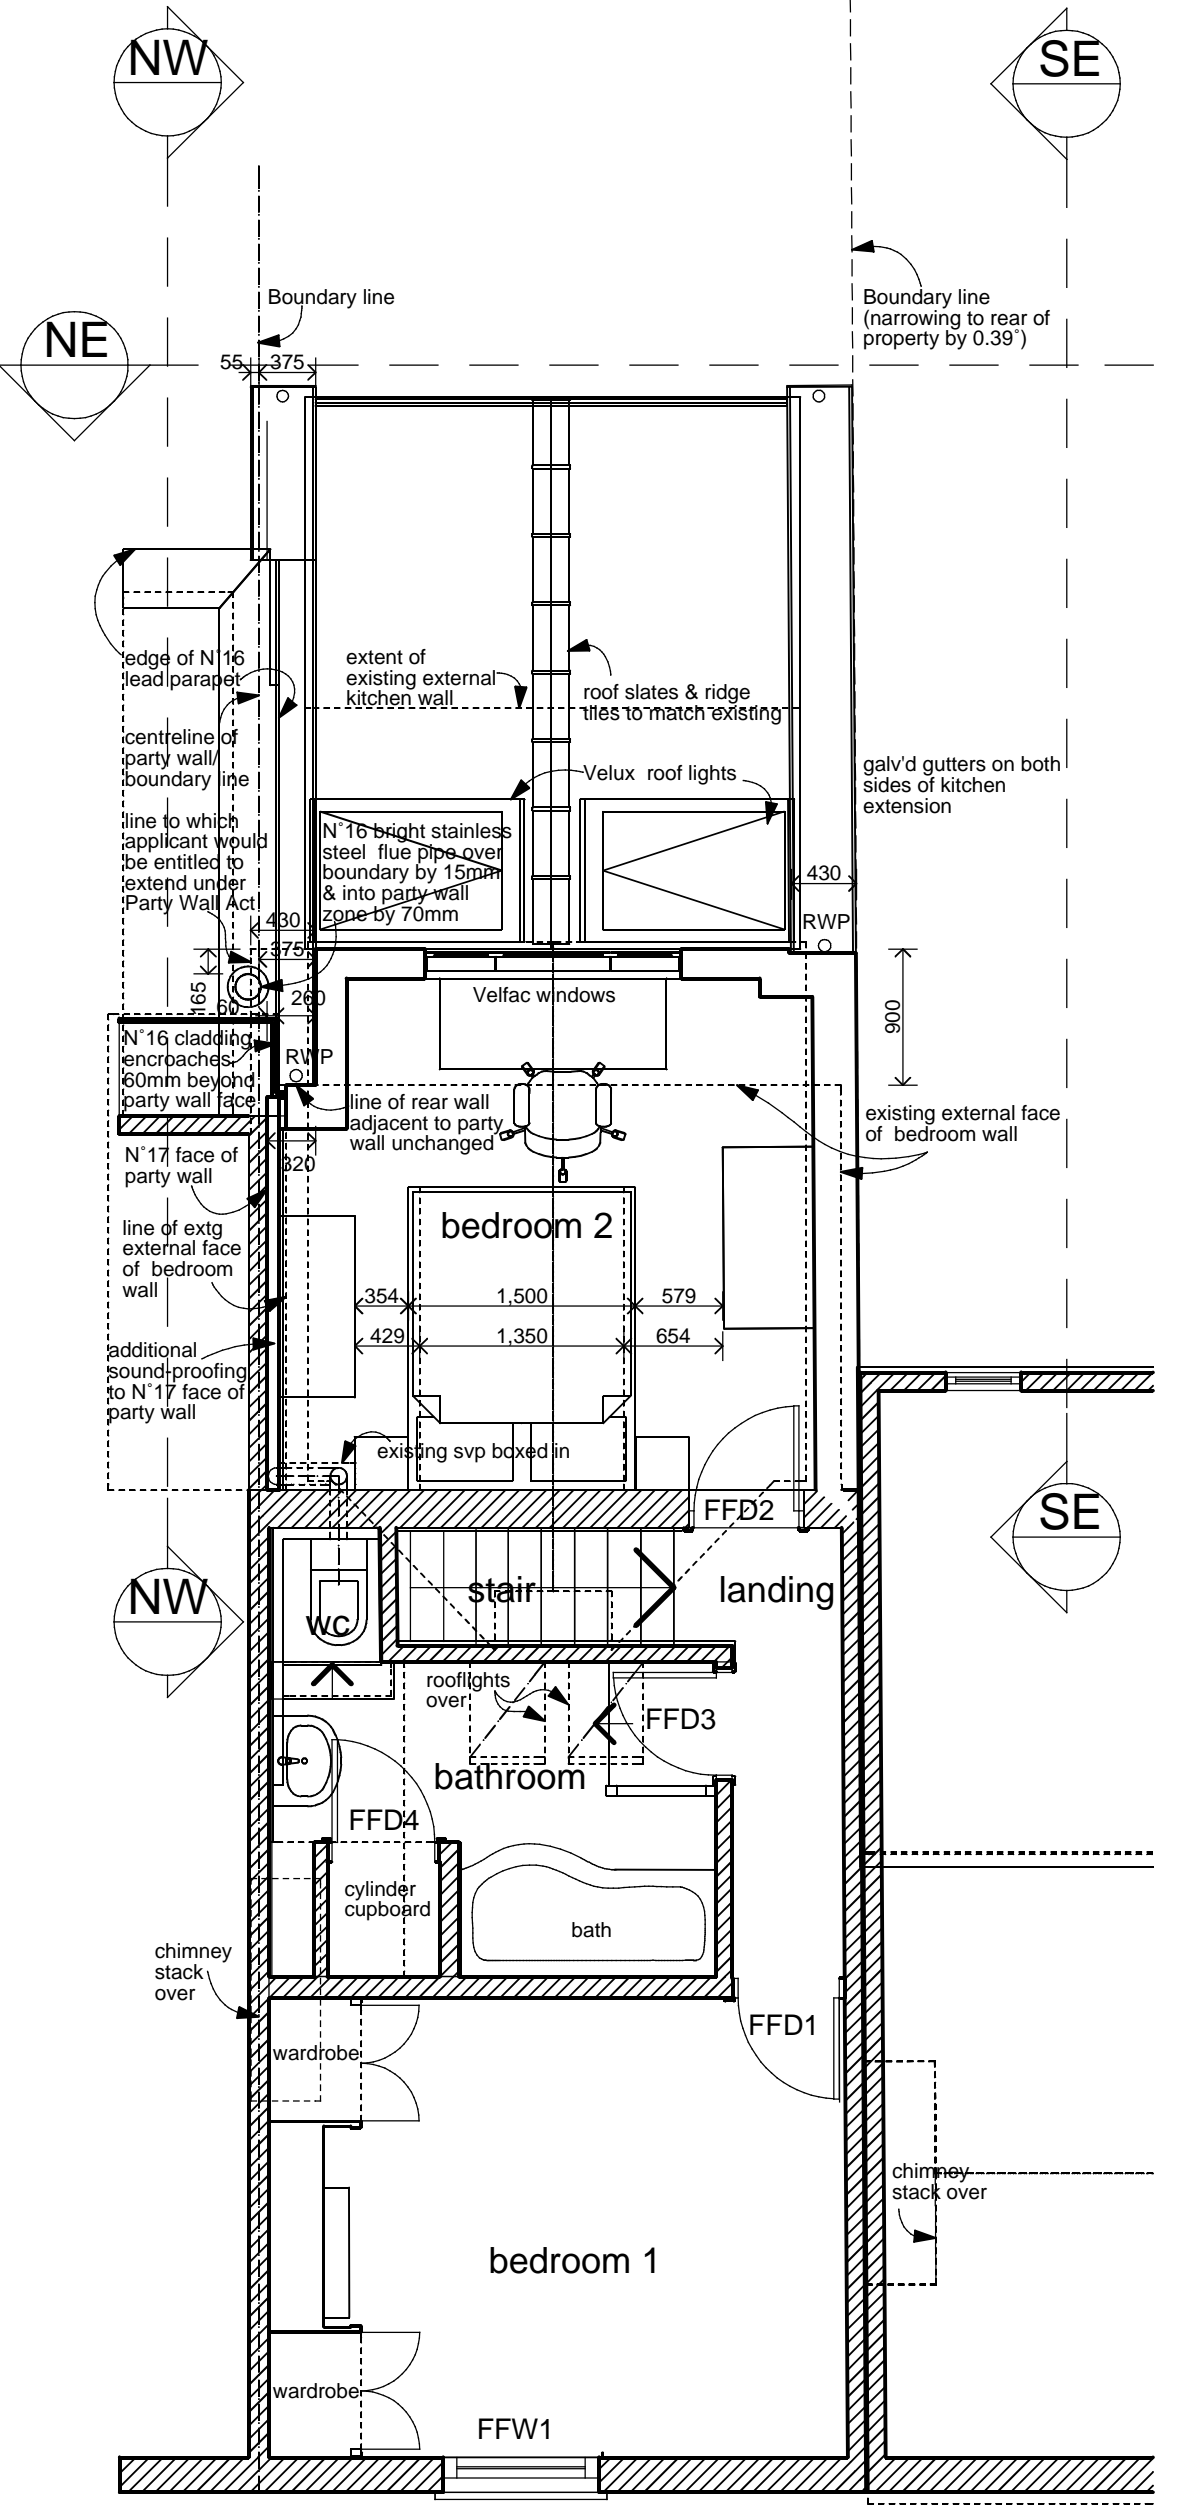 NW
SE
Boundary line
Boundary line
(narrowing to rear of
property by 0.39°)
NE
55
375
edge of N°16
lead parapet
extent of
existing external
kitchen wall
roof slates & ridge
tiles to match existing
centreline of
party wall/
boundary line
Velux roof lights
galv'd gutters on both
sides of kitchen
extension
line to which
applicant would
be entitled to
extend under
Party Wall Act
N°16 bright stainless
steel flue pipe over
boundary by 15mm
& into party wall
zone by 70mm
430
430
RWP
375
165
60
260
Velfac windows
900
N°16 cladding
encroaches
60mm beyond
party wall face
RWP
line of rear wall
adjacent to party
wall unchanged
existing external face
of bedroom wall
320
N°17 face of
party wall
bedroom 2
line of extg
external face
of bedroom
wall
354
1,500
579
429
1,350
654
additional
sound-proofing
to N°17 face of
party wall
existing svp boxed in
FFD2
SE
NW
wc
stair
landing
rooflights
over
FFD3
bathroom
FFD4
cylinder
cupboard
bath
chimney
stack
over
FFD1
wardrobe
chimney
stack over
bedroom 1
wardrobe
FFW1